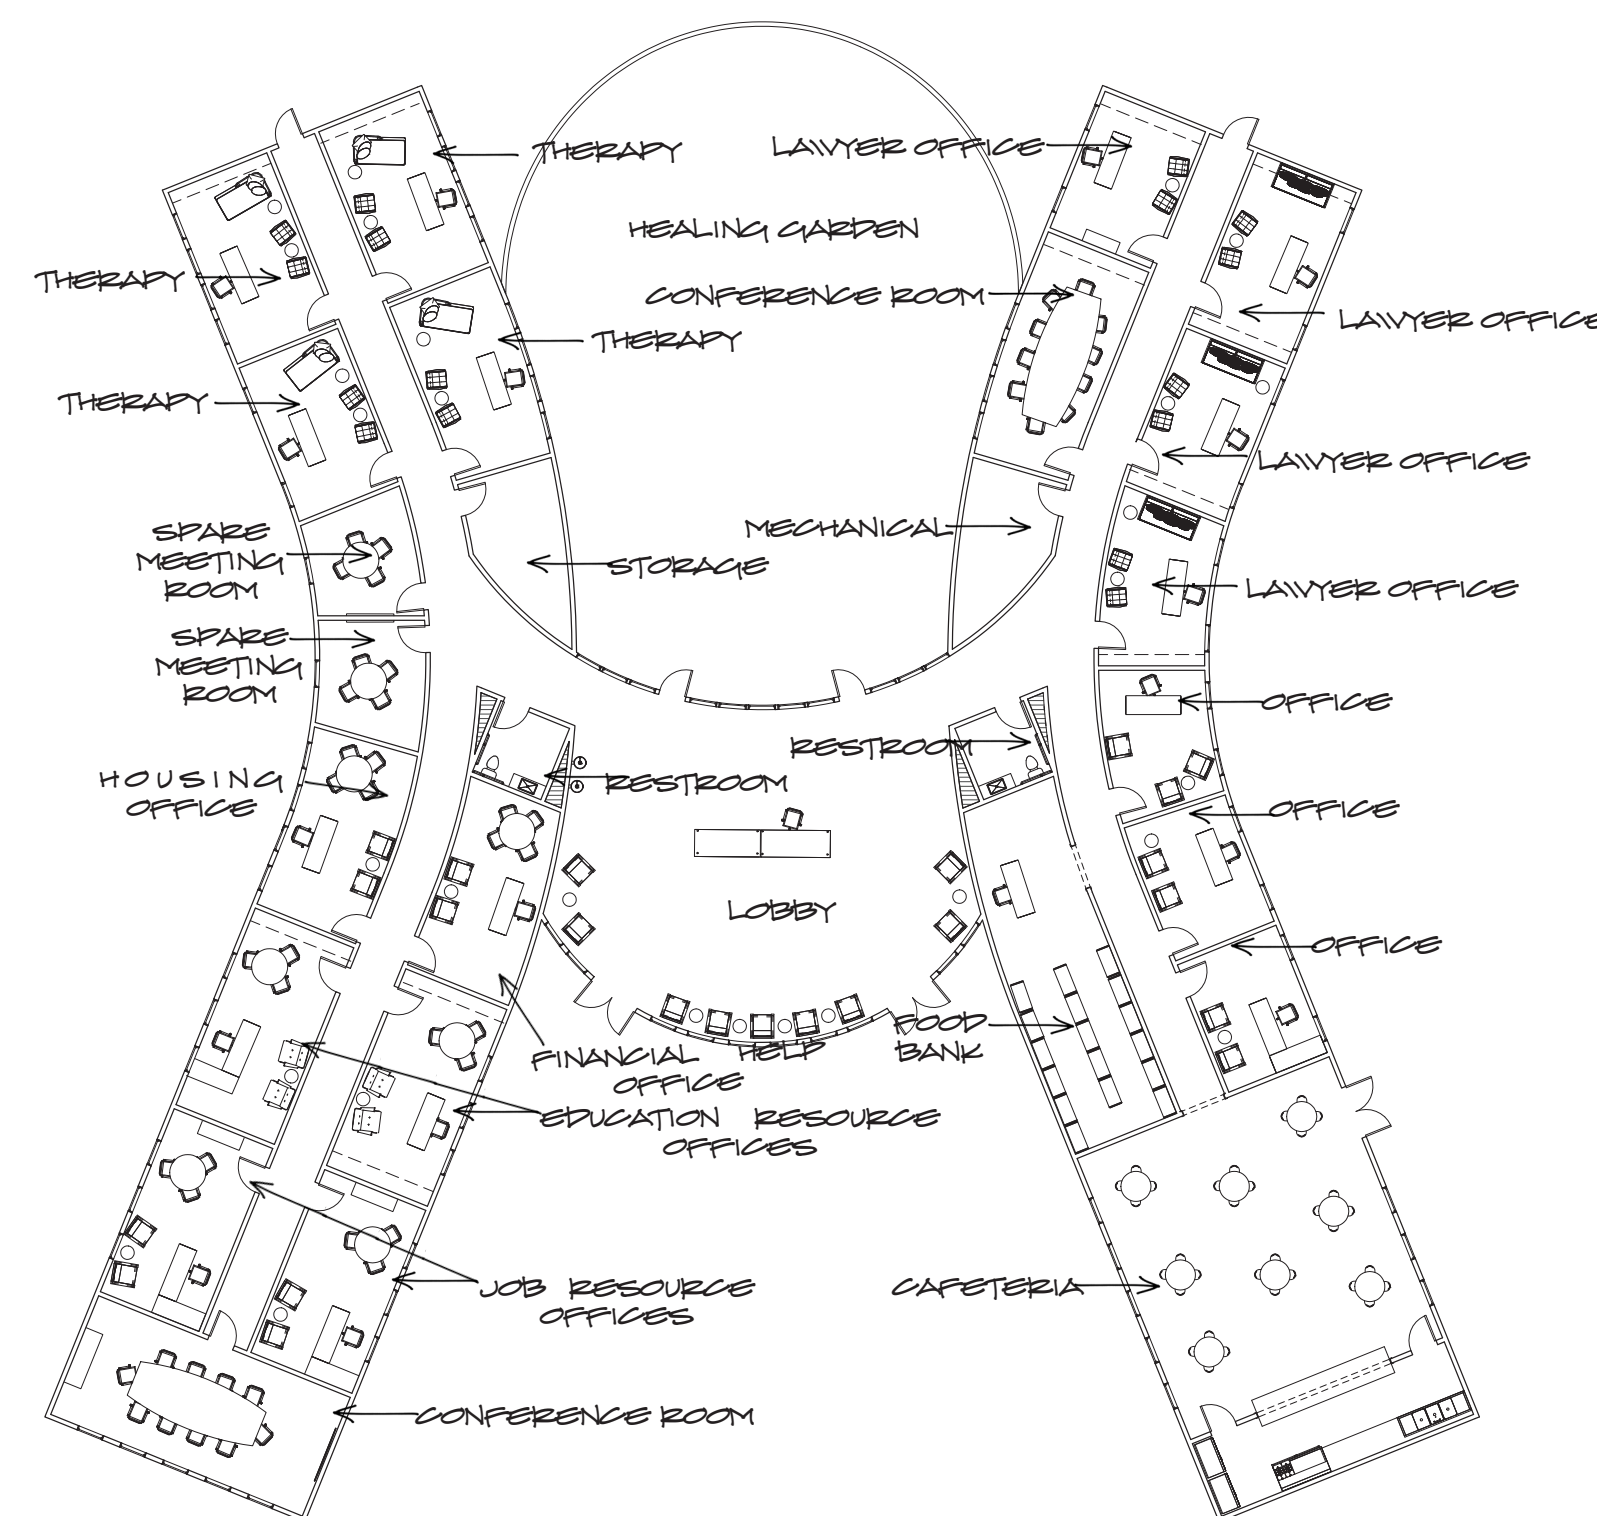 THERAPY
LAWYER OFFICE
HEALING GARDEN
THERAPY
CONFERENCE ROOM
LAWYER OFFICE
THERAPY
THERAPY
LAWYER OFFICE
SPARE
MEETING
ROOM
MECHANICAL
STORAGE
LAWYER OFFICE
SPARE
MEETING
ROOM
OFFICE
RESTROOM
HOUSING
OFFICE
RESTROOM
OFFICE
LOBBY
OFFICE
FINANCIAL HELP
OFFICE
FOOD
BANK
EDUCATION RESOURCE
OFFICES
JOB RESOURCE
OFFICES
CAFETERIA
CONFERENCE ROOM